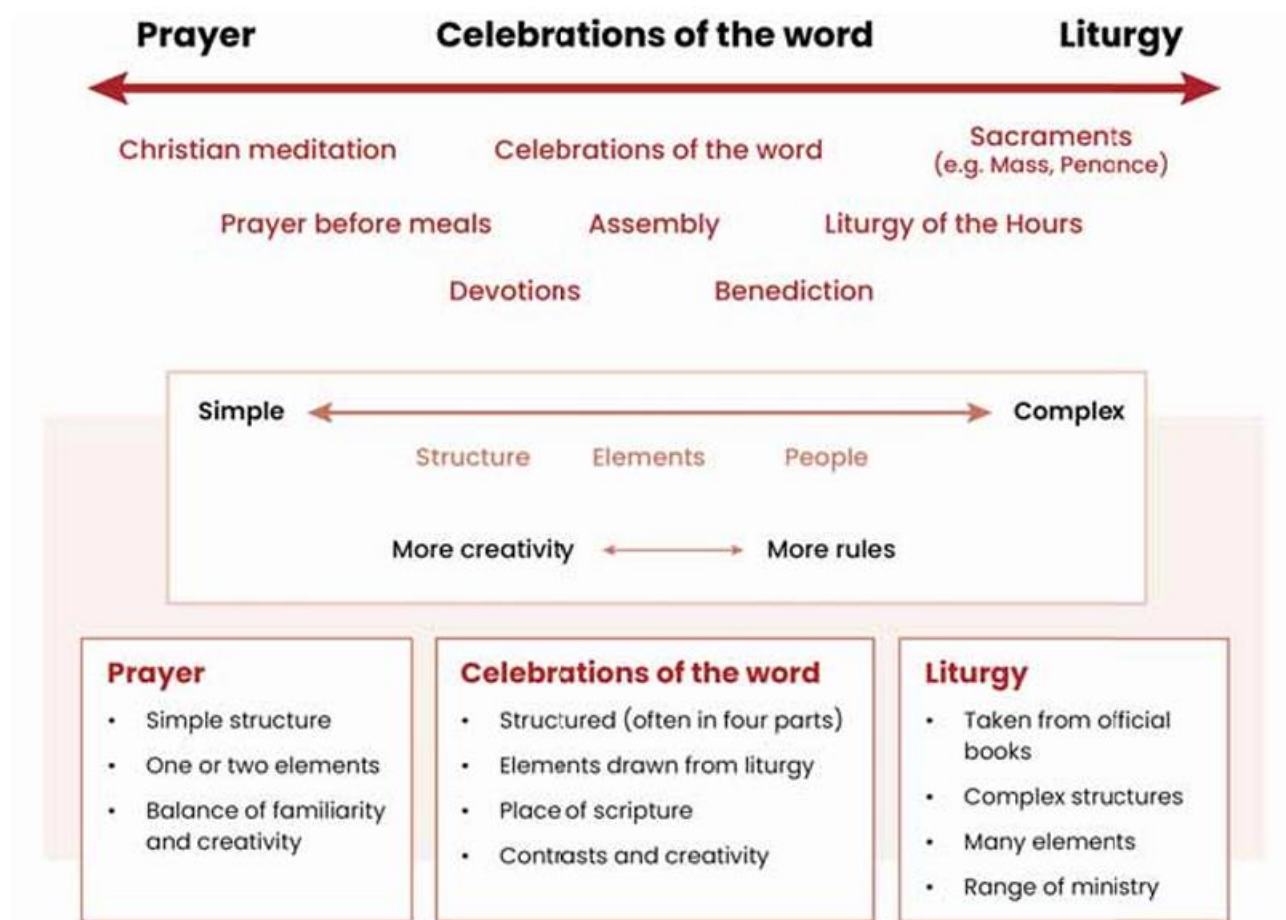 Prayer Celebrations of the word Liturgy
Christian meditation Celebrations of the word Sacraments
(e.g. Mass, Penance)
Prayer before meals Assembly Liturgy of the Hours
Devotions Benediction
Simple Complex
Structure Elements People
More creativity More rules
Prayer
• Simple structure
• One or two elements
• Balance of familiarity
and creativity
Celebrations of the word
• Structured (often in four parts)
• Elements drawn from liturgy
• Place of scripture
• Contrasts and creativity
Liturgy
• Taken from official
books
• Complex structures
• Many elements
• Range of ministry